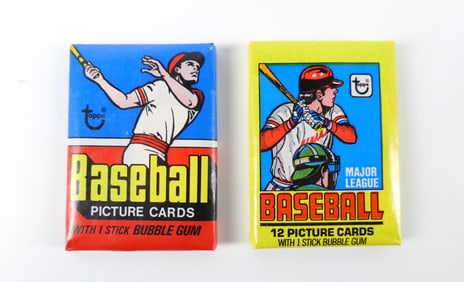 Topps
Baseball
PICTURE CARDS
WITH 1 STICK BUBBLE GUM
Topps
MAJOR
LEAGUE
BASEBALL
12 PICTURE CARDS
WITH 1 STICK BUBBLE GUM